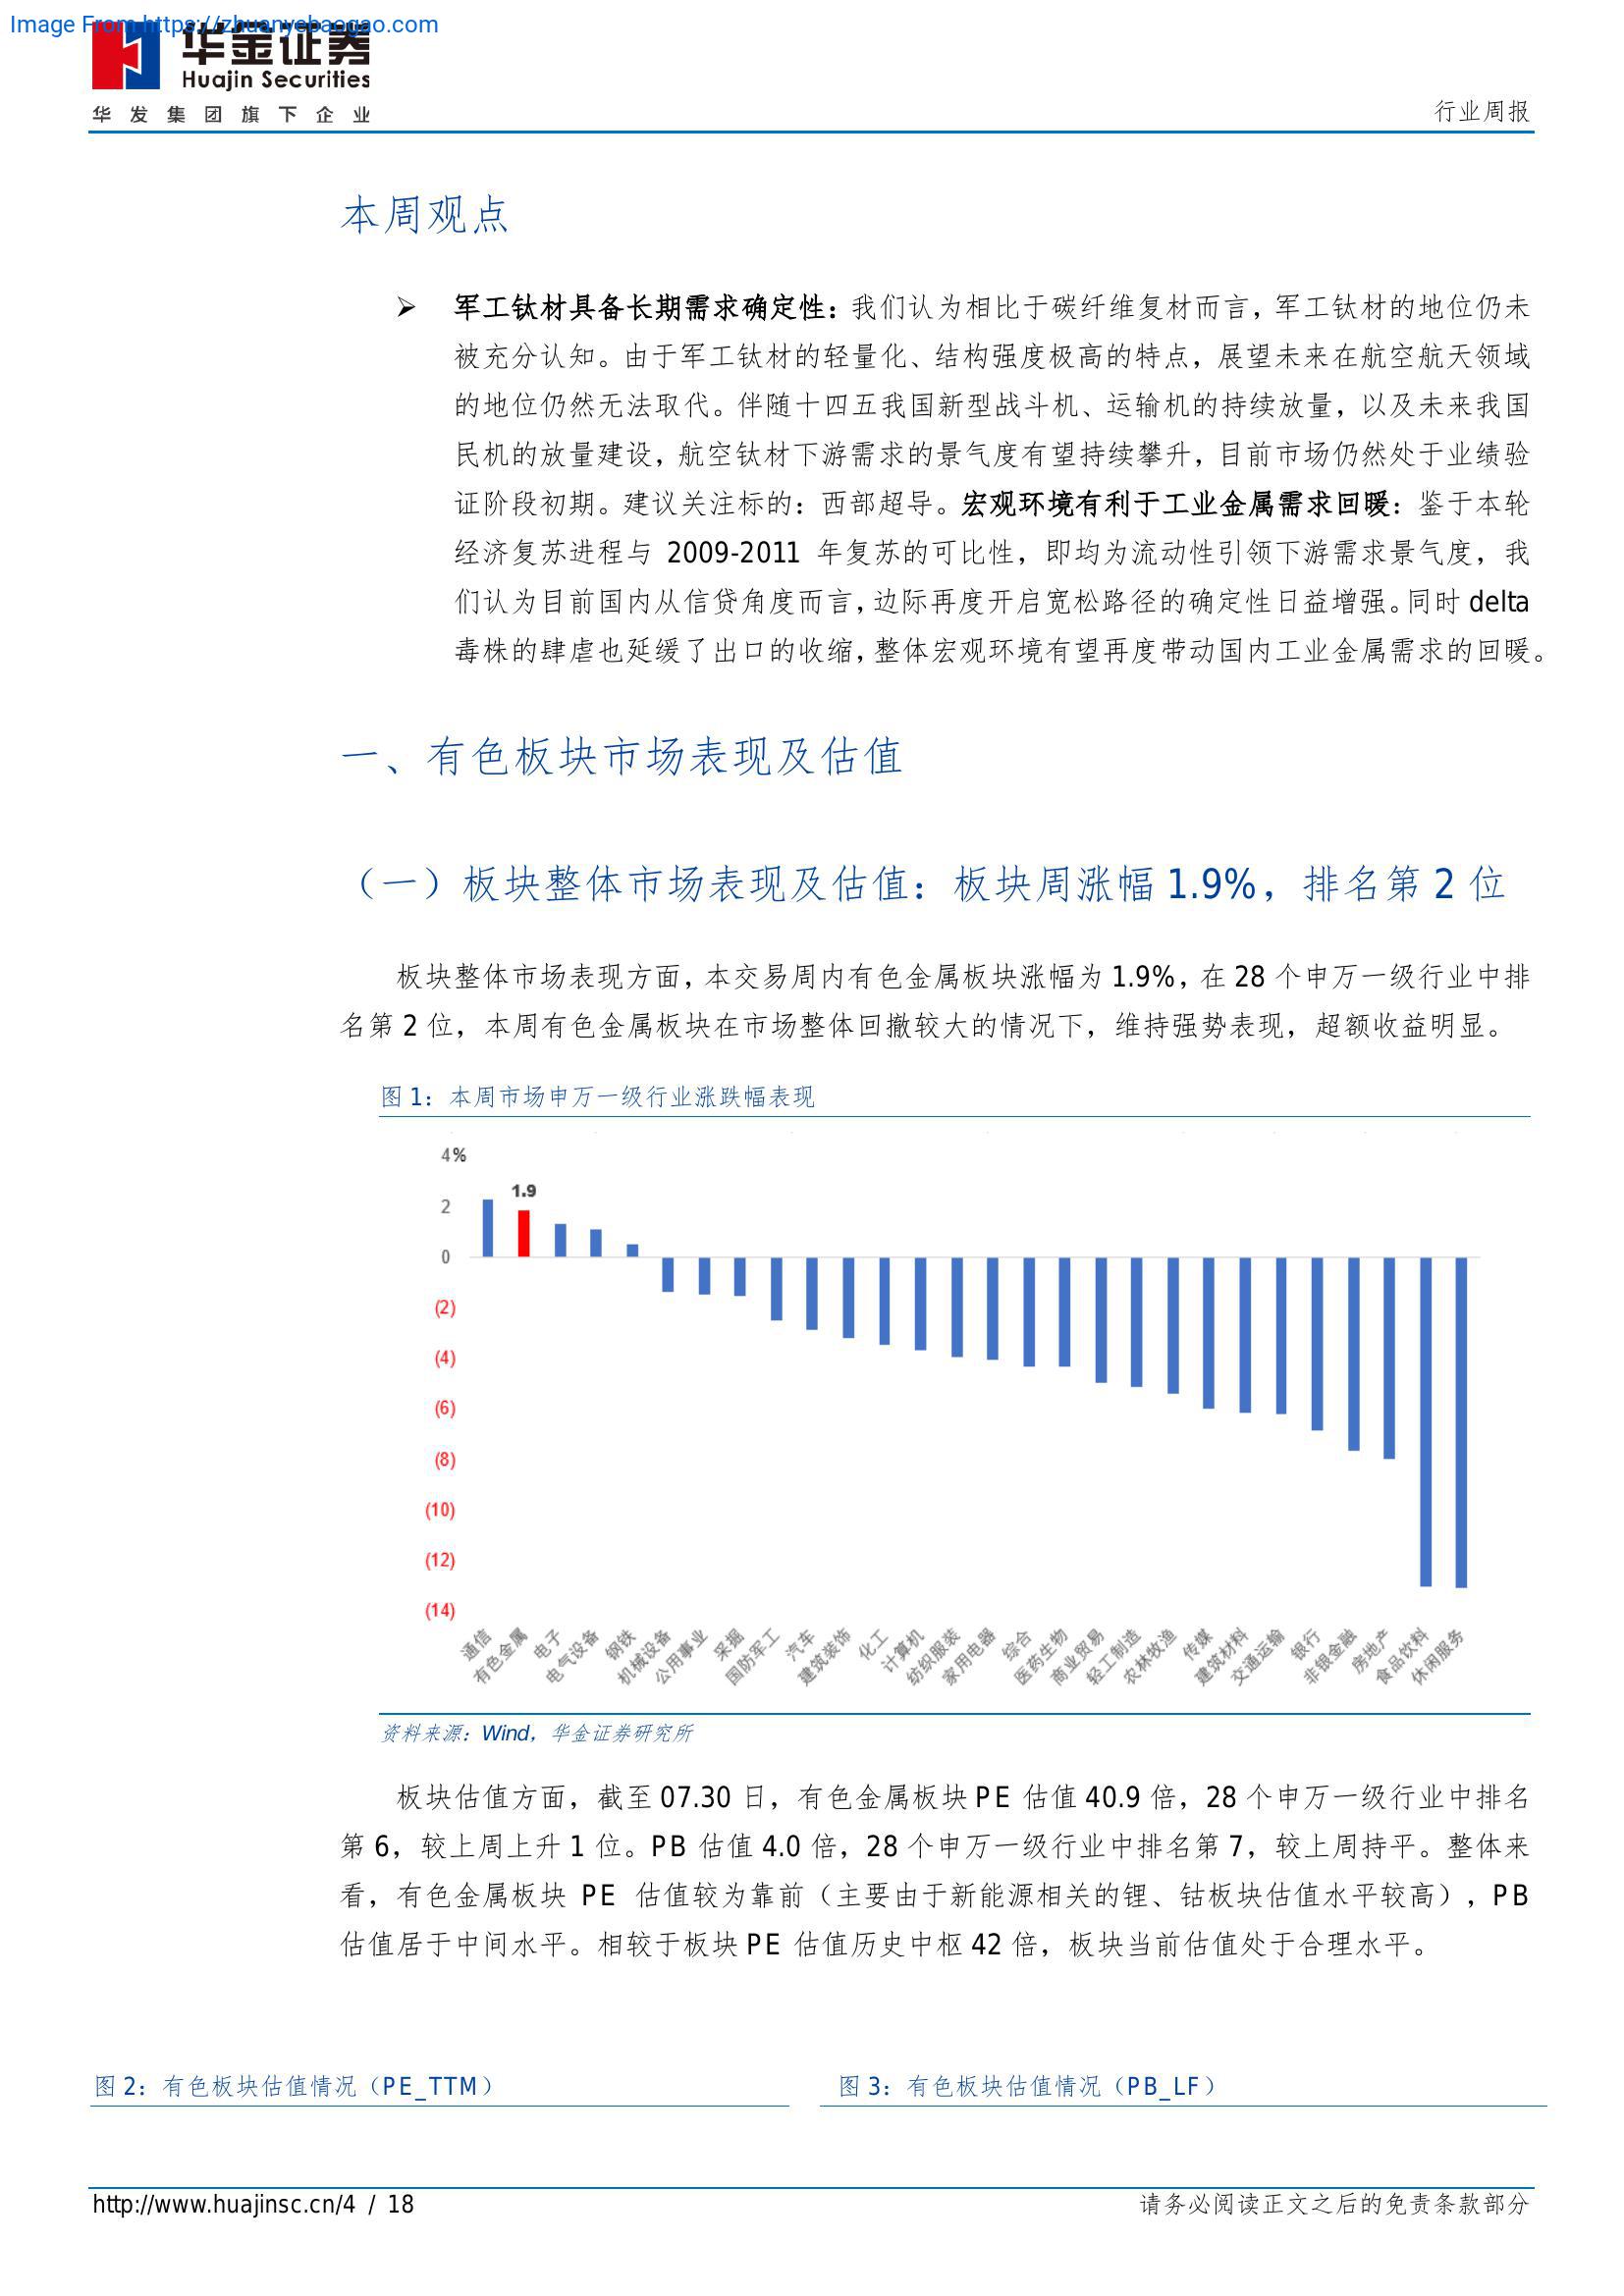 Image From https://zhuanyebaogao.com
华金证券
Huajin Securities
华发集团旗下企业
行业周报
本周观点
➢ 军工钛材具备长期需求确定性：我们认为相比于碳纤维复材而言，军工钛材的地位仍未
被充分认知。由于军工钛材的轻量化、结构强度极高的特点，展望未来在航空航天领域
的地位仍然无法取代。伴随十四五我国新型战斗机、运输机的持续放量，以及未来我国
民机的放量建设，航空钛材下游需求的景气度有望持续攀升，目前市场仍然处于业绩验
证阶段初期。建议关注标的：西部超导。宏观环境有利于工业金属需求回暖：鉴于本轮
经济复苏进程与 2009-2011 年复苏的可比性，即均为流动性引领下游需求景气度，我
们认为目前国内从信贷角度而言，边际再度开启宽松路径的确定性日益增强。同时 delta
毒株的肆虐也延缓了出口的收缩，整体宏观环境有望再度带动国内工业金属需求的回暖。
一、有色板块市场表现及估值
（一）板块整体市场表现及估值：板块周涨幅 1.9%，排名第 2 位
板块整体市场表现方面，本交易周内有色金属板块涨幅为 1.9%，在 28 个申万一级行业中排
名第 2 位，本周有色金属板块在市场整体回撤较大的情况下，维持强势表现，超额收益明显。
图 1：本周市场申万一级行业涨跌幅表现
4%
1.9
2
0
(2)
(4)
(6)
(8)
(10)
(12)
(14)
通信
有色金属
电子
电气设备
钢铁
机械设备
公用事业
采掘
国防军工
汽车
建筑装饰
化工
计算机
纺织服装
家用电器
综合
医药生物
商业贸易
轻工制造
农林牧渔
传媒
建筑材料
交通运输
银行
非银金融
房地产
食品饮料
休闲服务
资料来源：Wind，华金证券研究所
板块估值方面，截至 07.30 日，有色金属板块 PE 估值 40.9 倍，28 个申万一级行业中排名
第 6，较上周上升 1 位。PB 估值 4.0 倍，28 个申万一级行业中排名第 7，较上周持平。整体来
看，有色金属板块 PE 估值较为靠前（主要由于新能源相关的锂、钴板块估值水平较高），PB
估值居于中间水平。相较于板块 PE 估值历史中枢 42 倍，板块当前估值处于合理水平。
图 2：有色板块估值情况（PE_TTM）
图 3：有色板块估值情况（PB_LF）
http://www.huajinsc.cn/4 / 18
请务必阅读正文之后的免责条款部分